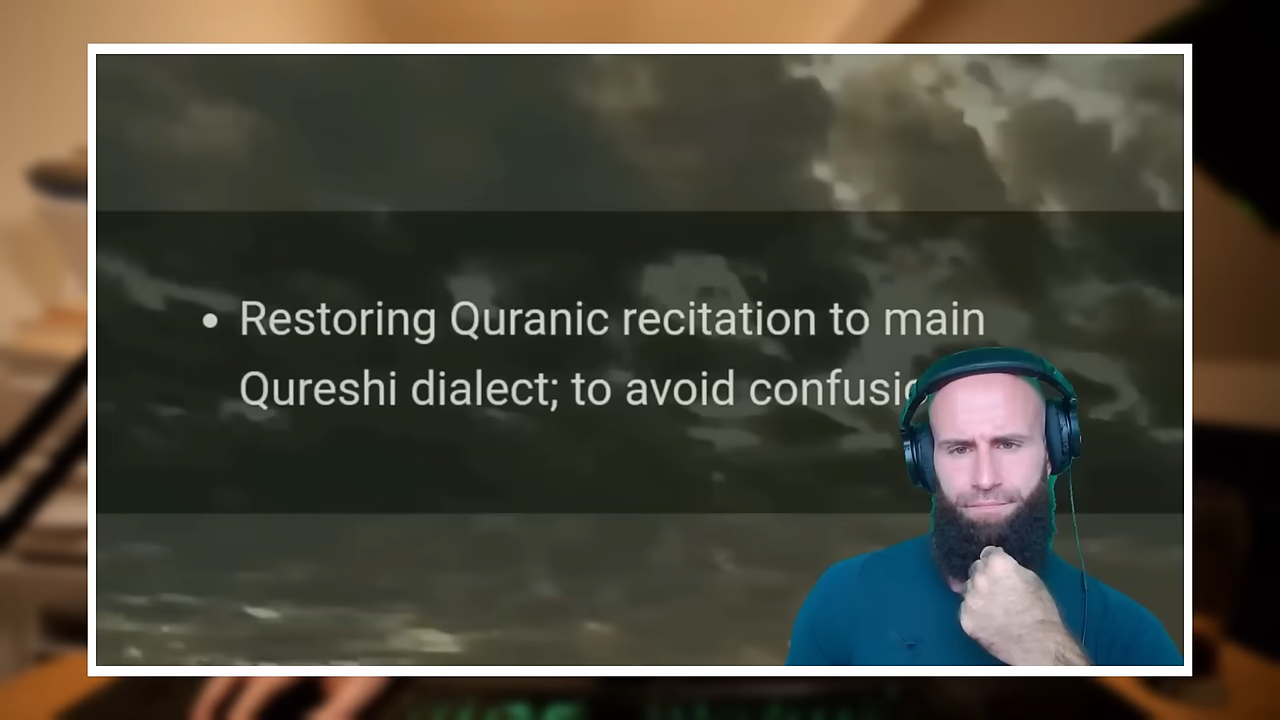 • Restoring Quranic recitation to main
Qureshi dialect; to avoid